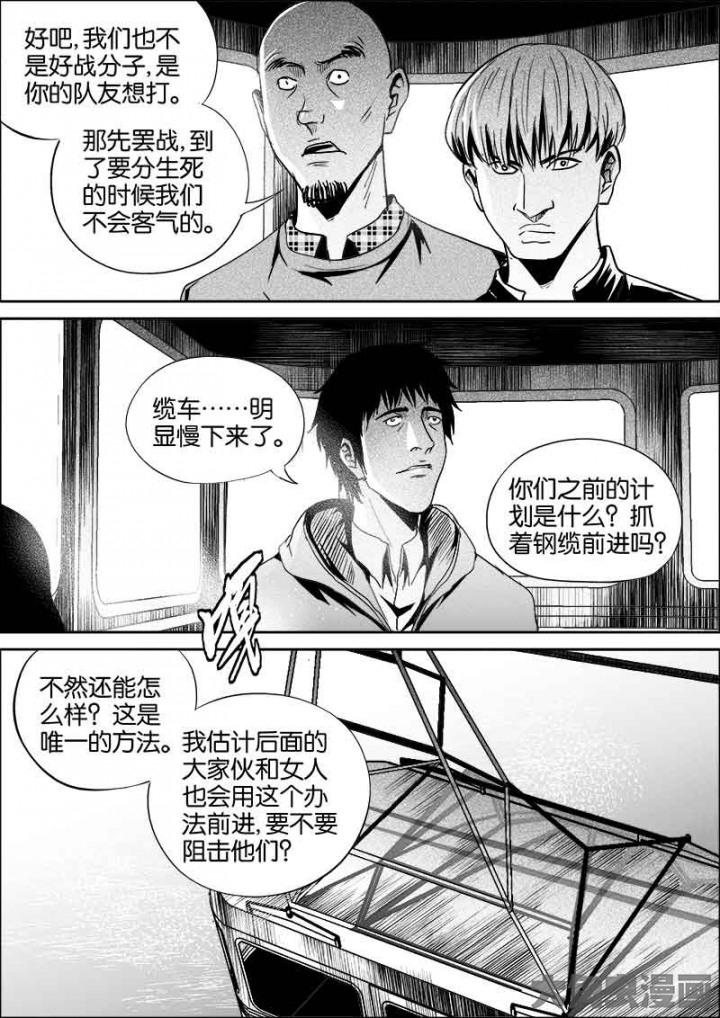 好吧,我们也不
是好战分子,是
你的队友想打。
那先罢战,到
了要分生死
的时候我们
不会客气的。
缆车……明
显慢下来了。
你们之前的计
划是什么？抓
着钢缆前进吗？
嘎
不然还能怎
么样？这是
唯一的方法。
我估计后面的
大家伙和女人
也会用这个办
法前进,要不要
阻击他们？